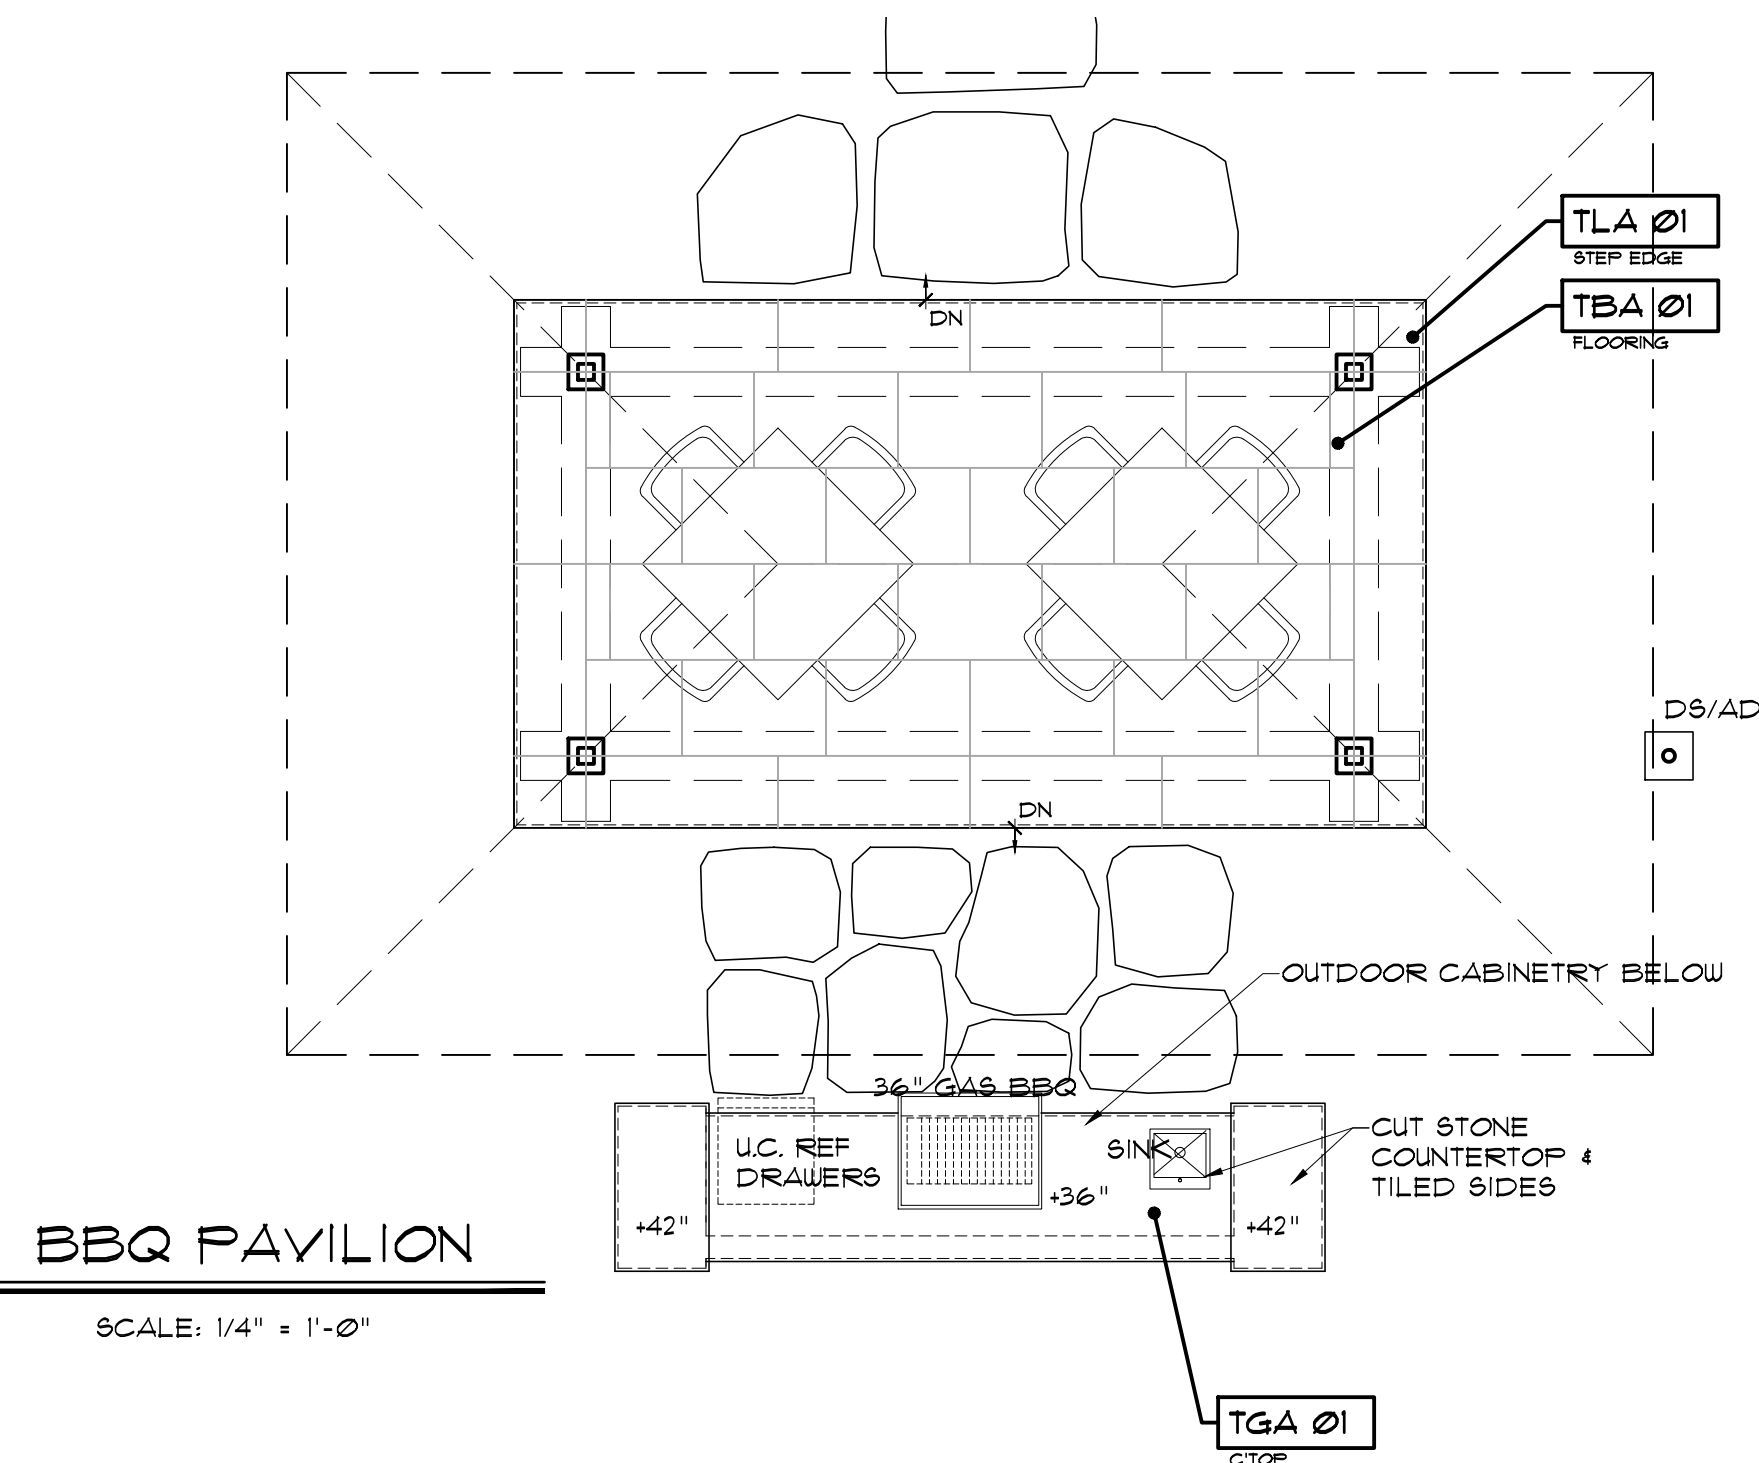 TLA Ø1
STEP EDGE
TBA Ø1
FLOORING
DN
DS/AD
DN
OUTDOOR CABINETRY BELOW
36" GAS BBQ
CUT STONE
COUNTERTOP &
TILED SIDES
U.C. REF
DRAWERS
SINK
+36"
+42"
+42"
BBQ PAVILION
SCALE: 1/4" = 1'-Ø"
TGA Ø1
C'TOP